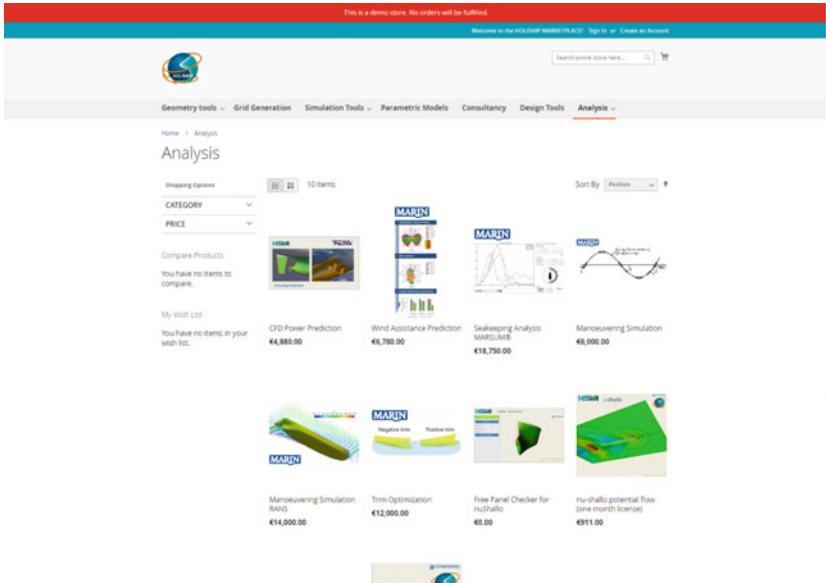 This is a demo store. No orders will be fulfilled.
Welcome to the HOLISHIP MARKETPLACE! Sign In or Create an Account
HOLISHIP
Search entire store here...
Geometry tools Grid Generation Simulation Tools Parametric Models Consultancy Design Tools Analysis
Home > Analysis
Analysis
Shopping Options
10 Items
Sort By Position
CATEGORY
PRICE
Compare Products
You have no items to
compare.
My Wish List
You have no items in your
wish list.
MARIN
MARIN
MARIN
CFD Power Prediction
€4,880.00
Wind Assistance Prediction
€6,780.00
Seakeeping Analysis
MARSUM®
€18,750.00
Manoeuvering Simulation
€6,000.00
MARIN
MARIN
Negative trim Positive trim
HSVA
HSVA
ν-Shallo
Manoeuvering Simulation
RANS
€14,000.00
Trim Optimization
€12,000.00
Free Panel Checker for
nuShallo
€0.00
nu-shallo potential flow
(one month license)
€911.00